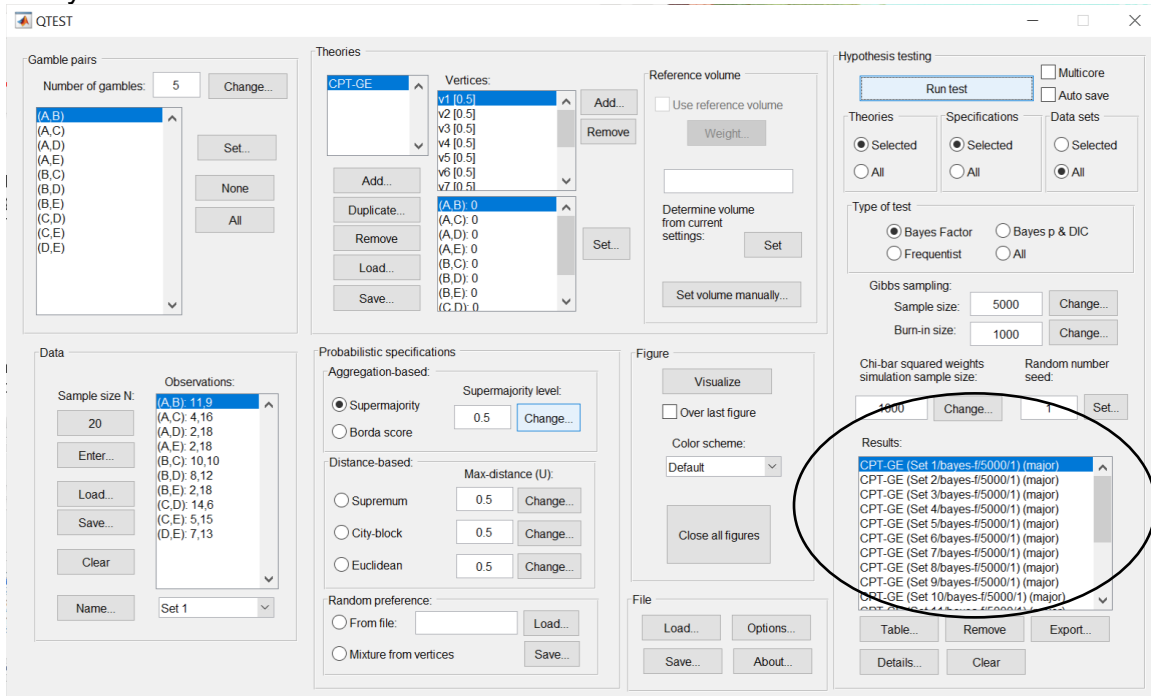 QTEST
Gamble pairs
Number of gambles: 5 Change...
(A,B)
(A,C)
(A,D)
(A,E)
(B,C)
(B,D)
(B,E)
(C,D)
(C,E)
(D,E)
Set...
None
All
Theories
CPT-GE
Vertices:
v1 [0.5]
v2 [0.5]
v3 [0.5]
v4 [0.5]
v5 [0.5]
v6 [0.5]
v7 [0.5]
Add...
Remove
Add...
Duplicate...
Remove
Load...
Save...
(A,B): 0
(A,C): 0
(A,D): 0
(A,E): 0
(B,C): 0
(B,D): 0
(B,E): 0
(C,D): 0
Set...
Reference volume
Use reference volume
Weight...
Determine volume
from current
settings:
Set
Set volume manually...
Hypothesis testing
Run test
Multicore
Auto save
Theories
Selected
All
Specifications
Selected
All
Data sets
Selected
All
Type of test
Bayes Factor Bayes p & DIC
Frequentist All
Gibbs sampling:
Sample size: 5000 Change...
Burn-in size: 1000 Change...
Chi-bar squared weights
simulation sample size:
Random number
seed:
1000 Change... 1 Set...
Results:
CPT-GE (Set 1/bayes-f/5000/1) (major)
CPT-GE (Set 2/bayes-f/5000/1) (major)
CPT-GE (Set 3/bayes-f/5000/1) (major)
CPT-GE (Set 4/bayes-f/5000/1) (major)
CPT-GE (Set 5/bayes-f/5000/1) (major)
CPT-GE (Set 6/bayes-f/5000/1) (major)
CPT-GE (Set 7/bayes-f/5000/1) (major)
CPT-GE (Set 8/bayes-f/5000/1) (major)
CPT-GE (Set 9/bayes-f/5000/1) (major)
CPT-GE (Set 10/bayes-f/5000/1) (major)
CPT-GE (Set 11/bayes-f/5000/1) (major)
Table... Remove Export...
Details... Clear
Data
Sample size N:
20
Enter...
Load...
Save...
Clear
Name...
Observations:
(A,B): 11,9
(A,C): 4,16
(A,D): 2,18
(A,E): 2,18
(B,C): 10,10
(B,D): 8,12
(B,E): 2,18
(C,D): 14,6
(C,E): 5,15
(D,E): 7,13
Set 1
Probabilistic specifications
Aggregation-based:
Supermajority level:
Supermajority 0.5 Change...
Borda score
Distance-based:
Max-distance (U):
Supremum 0.5 Change...
City-block 0.5 Change...
Euclidean 0.5 Change...
Random preference:
From file: Load...
Mixture from vertices Save...
Figure
Visualize
Over last figure
Color scheme:
Default
Close all figures
File
Load... Options...
Save... About...